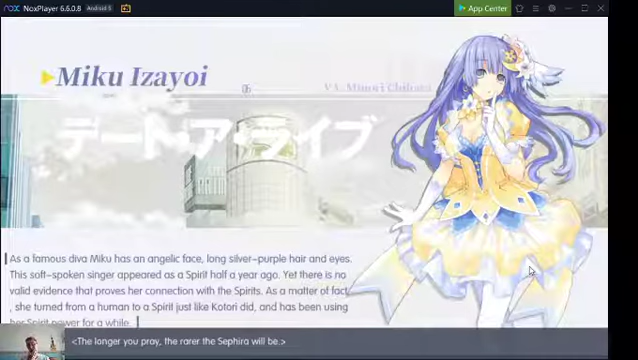 NoxPlayer 6.6.0.8 Android 5
App Center
Miku Izayoi
V.A. Minori Chihara
デート・ア・ライブ
As a famous diva Miku has an angelic face, long silver-purple hair and eyes.
This soft-spoken singer appeared as a Spirit half a year ago. Yet there is no
valid evidence that proves her connection with the Spirits. As a matter of fact
, she turned from a human to a Spirit just like Kotori did, and has been using
her Spirit power for a while.
<The longer you pray, the rarer the Sephira will be.>